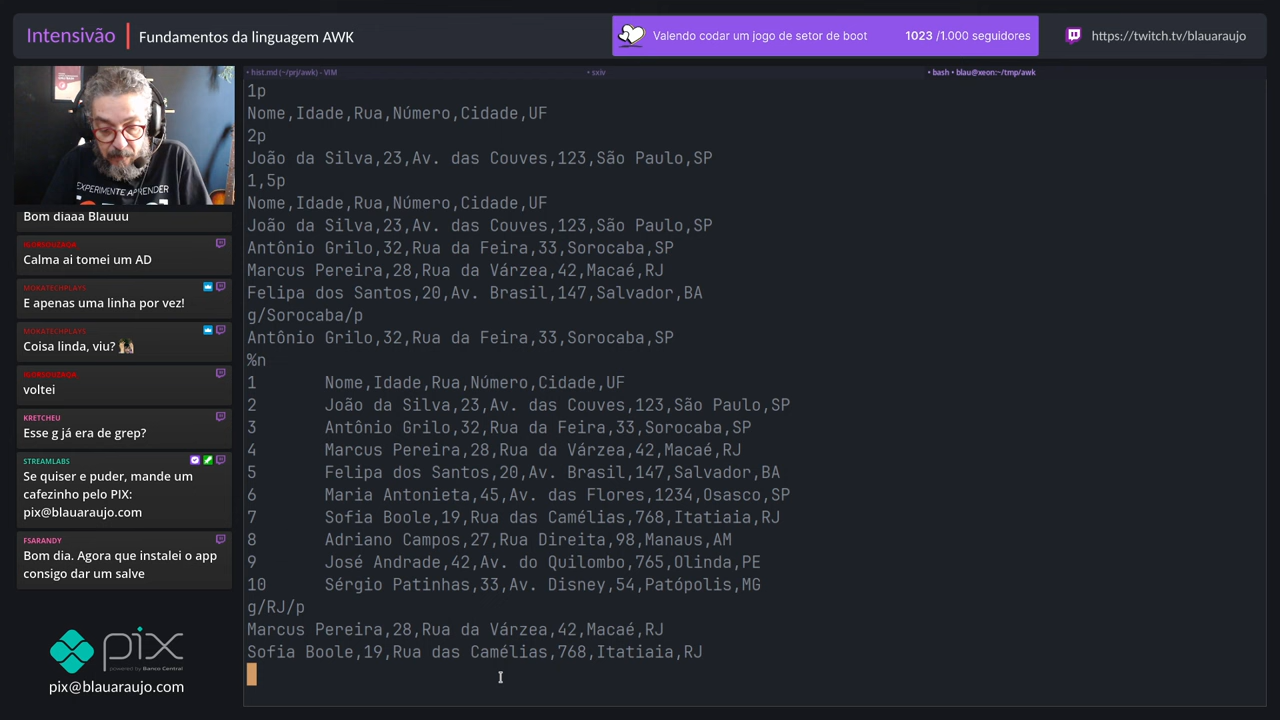 Intensivão
Fundamentos da linguagem AWK
Valendo codar um jogo de setor de boot
1023 /1.000 seguidores
https://twitch.tv/blauaraujo
EXPERIMENTE APRENDER
Bom diaaa Blauuu
IGORSOUZAQA
Calma ai tomei um AD
MOKATECHPLAYS
E apenas uma linha por vez!
MOKATECHPLAYS
Coisa linda, viu?
IGORSOUZAQA
voltei
KRETCHEU
Esse g já era de grep?
STREAMLABS
Se quiser e puder, mande um
cafezinho pelo PIX:
pix@blauaraujo.com
FSARANDY
Bom dia. Agora que instalei o app
consigo dar um salve
pix
powered by Banco Central
pix@blauaraujo.com
• hist.md (~/prj/awk) - VIM
• sxiv
• bash • blau@xeon:~/tmp/awk
1p
Nome,Idade,Rua,Número,Cidade,UF
2p
João da Silva,23,Av. das Couves,123,São Paulo,SP
1,5p
Nome,Idade,Rua,Número,Cidade,UF
João da Silva,23,Av. das Couves,123,São Paulo,SP
Antônio Grilo,32,Rua da Feira,33,Sorocaba,SP
Marcus Pereira,28,Rua da Várzea,42,Macaé,RJ
Felipa dos Santos,20,Av. Brasil,147,Salvador,BA
g/Sorocaba/p
Antônio Grilo,32,Rua da Feira,33,Sorocaba,SP
%n
1 Nome,Idade,Rua,Número,Cidade,UF
2 João da Silva,23,Av. das Couves,123,São Paulo,SP
3 Antônio Grilo,32,Rua da Feira,33,Sorocaba,SP
4 Marcus Pereira,28,Rua da Várzea,42,Macaé,RJ
5 Felipa dos Santos,20,Av. Brasil,147,Salvador,BA
6 Maria Antonieta,45,Av. das Flores,1234,Osasco,SP
7 Sofia Boole,19,Rua das Camélias,768,Itatiaia,RJ
8 Adriano Campos,27,Rua Direita,98,Manaus,AM
9 José Andrade,42,Av. do Quilombo,765,Olinda,PE
10 Sérgio Patinhas,33,Av. Disney,54,Patópolis,MG
g/RJ/p
Marcus Pereira,28,Rua da Várzea,42,Macaé,RJ
Sofia Boole,19,Rua das Camélias,768,Itatiaia,RJ